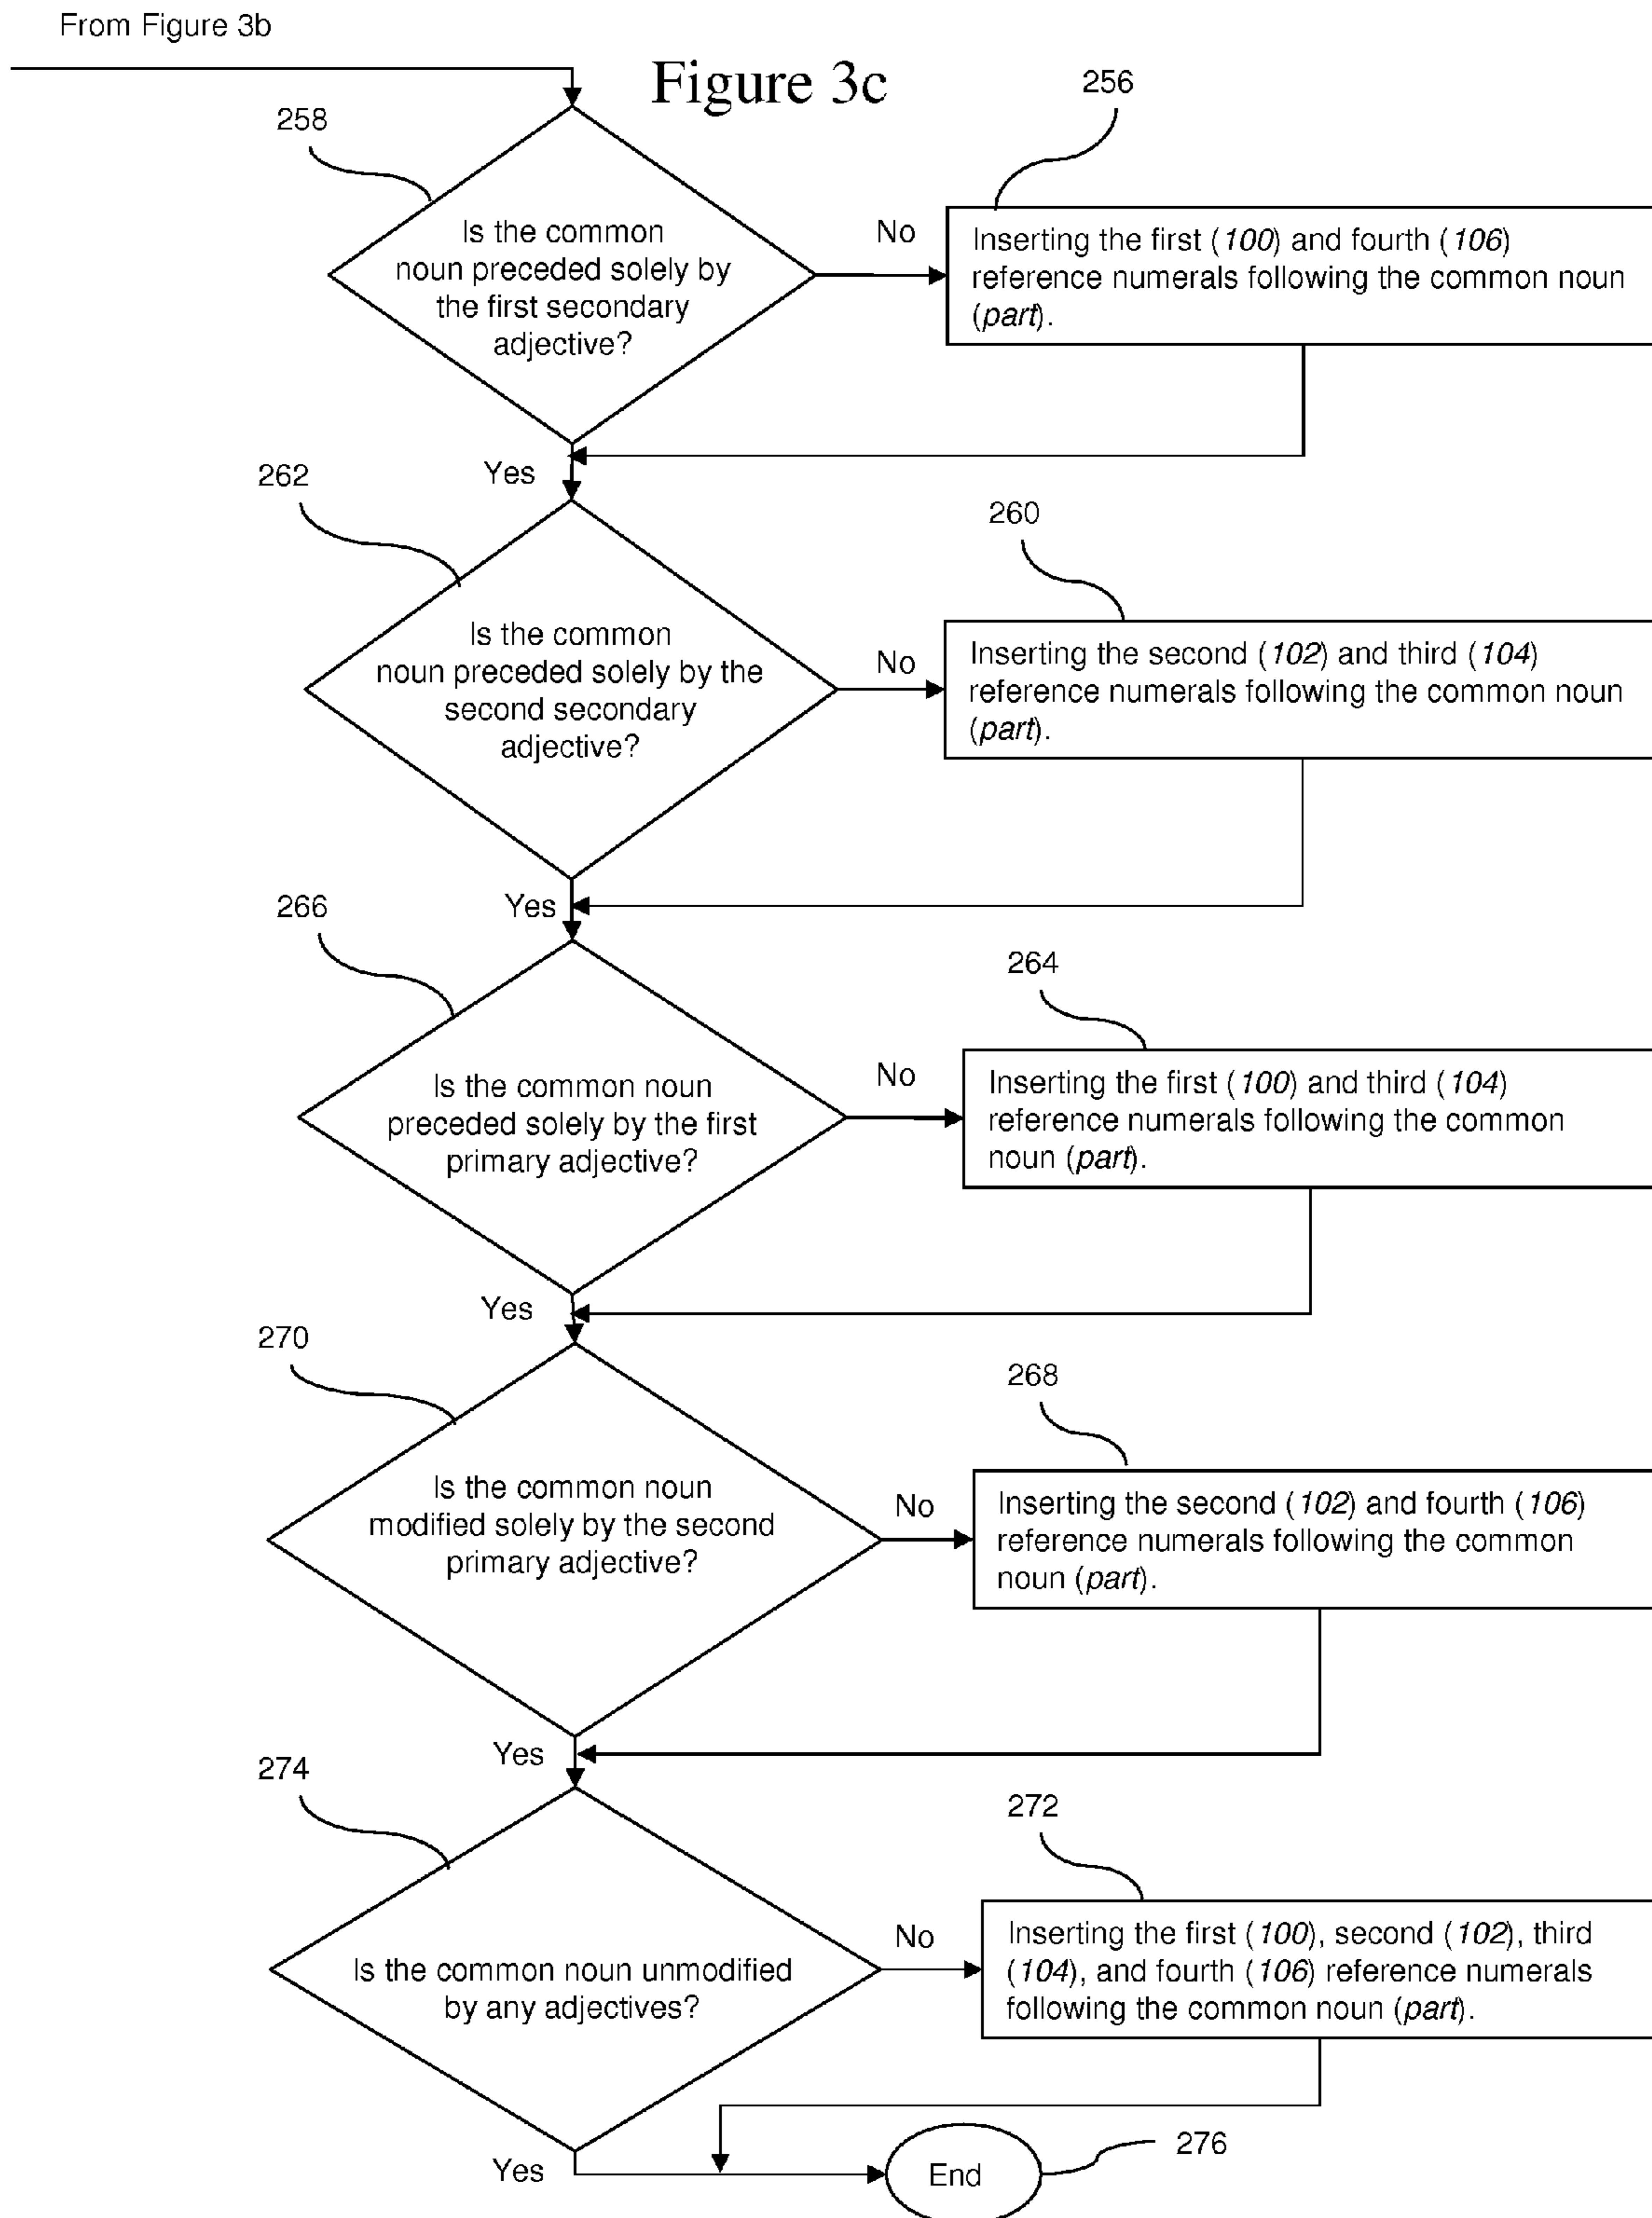 From Figure 3b
Figure 3c
258
256
Is the common
noun preceded solely by
the first secondary
adjective?
No
Inserting the first (100) and fourth (106)
reference numerals following the common noun
(part).
Yes
262
260
Is the common
noun preceded solely by the
second secondary
adjective?
No
Inserting the second (102) and third (104)
reference numerals following the common noun
(part).
Yes
266
264
Is the common noun
preceded solely by the first
primary adjective?
No
Inserting the first (100) and third (104)
reference numerals following the common
noun (part).
Yes
270
268
Is the common noun
modified solely by the second
primary adjective?
No
Inserting the second (102) and fourth (106)
reference numerals following the common
noun (part).
Yes
274
272
Is the common noun unmodified
by any adjectives?
No
Inserting the first (100), second (102), third
(104), and fourth (106) reference numerals
following the common noun (part).
Yes
End
276